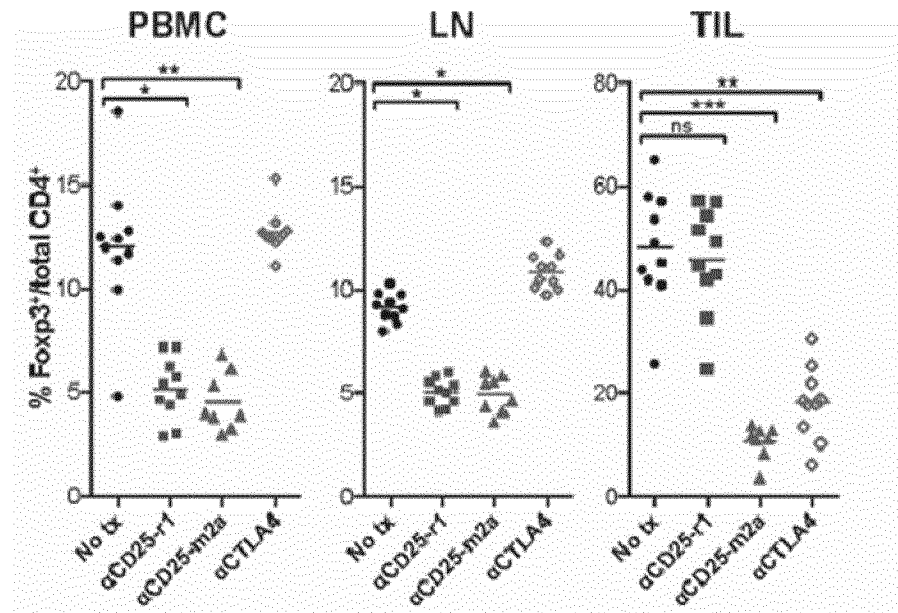 PBMC LN TIL
% Foxp3⁺/total CD4⁺
20
15
10
5
0
**
*
No tx
αCD25-r1
αCD25-m2a
αCTLA4
20
15
10
5
0
*
*
No tx
αCD25-r1
αCD25-m2a
αCTLA4
80
60
40
20
0
**
***
ns
No tx
αCD25-r1
αCD25-m2a
αCTLA4